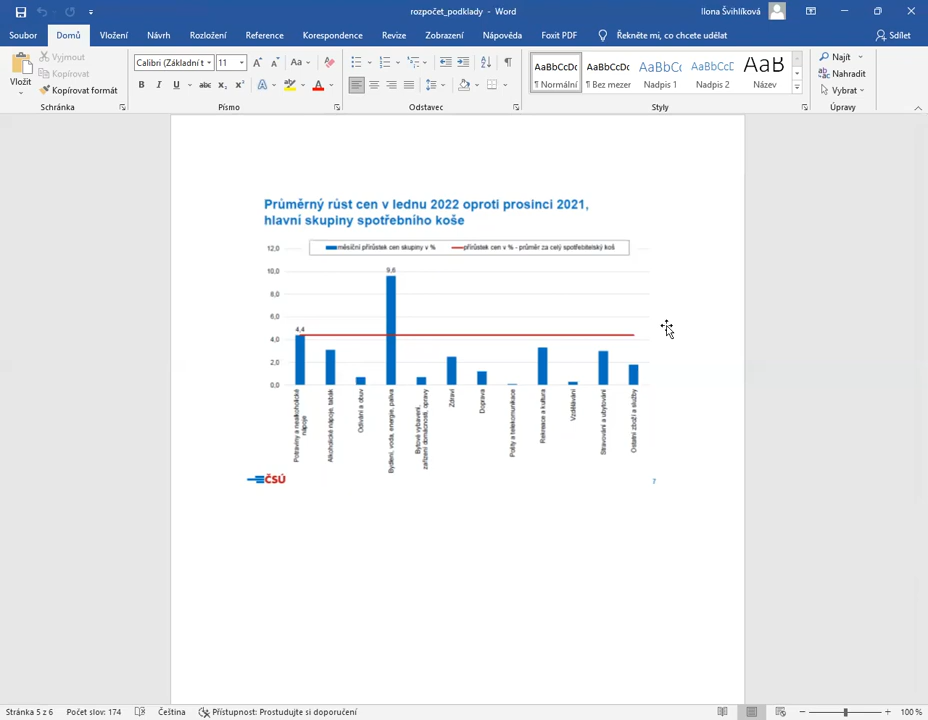 rozpočet_podklady - Word
Ilona Švihlíková
Soubor Domů Vložení Návrh Rozložení Reference Korespondence Revize Zobrazení Nápověda Foxit PDF Řekněte mi, co chcete udělat Sdílet
Vložit
Vyjmout
Kopírovat
Kopírovat formát
Schránka
Calibri (Základní t 11
Písmo
Odstavec
AaBbCcDc AaBbCcDc AaBbCc AaBbCcC AaB
¶ Normální ¶ Bez mezer Nadpis 1 Nadpis 2 Název
Styly
Najít
Nahradit
Vybrat
Úpravy
Průměrný růst cen v lednu 2022 oproti prosinci 2021,
hlavní skupiny spotřebního koše
měsíční přírůstek cen skupiny v %
přírůstek cen v % - průměr za celý spotřebitelský koš
12,0
10,0
8,0
6,0
4,0
2,0
0,0
4,4
9,6
Potraviny a nealkoholické
nápoje
Alkoholické nápoje, tabák
Odívání a obuv
Bydlení, voda, energie, paliva
Bytové vybavení,
zařízení domácnosti, opravy
Zdraví
Doprava
Pošty a telekomunikace
Rekreace a kultura
Vzdělávání
Stravování a ubytování
Ostatní zboží a služby
ČSÚ
7
Stránka 5 z 6 Počet slov: 174 Čeština Přístupnost: Prostudujte si doporučení 100 %